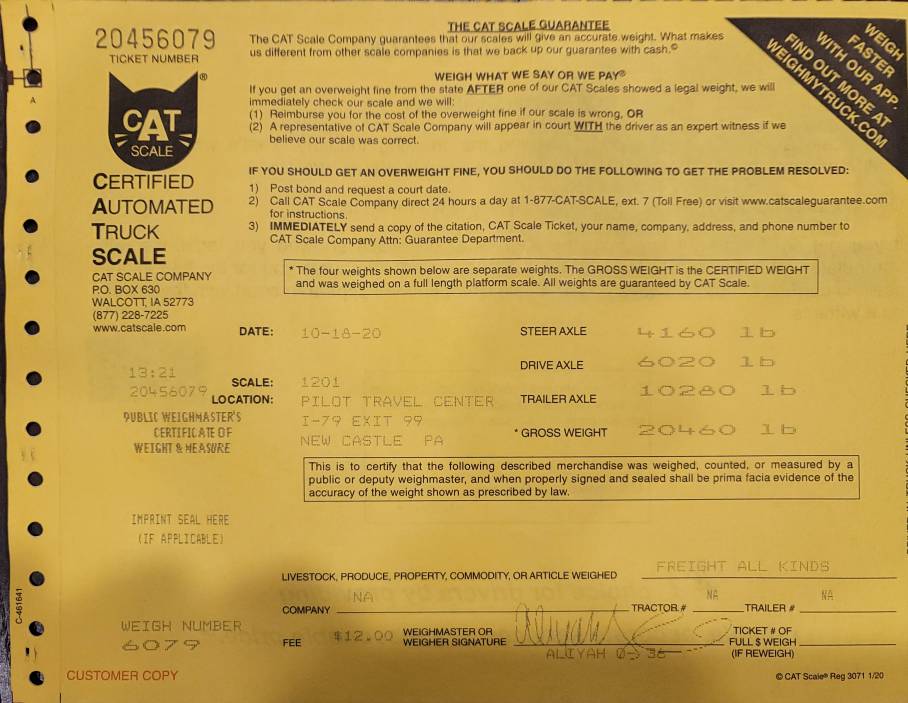 20456079
TICKET NUMBER
THE CAT SCALE GUARANTEE
The CAT Scale Company guarantees that our scales will give an accurate weight. What makes
us different from other scale companies is that we back up our guarantee with cash.©
WEIGH WHAT WE SAY OR WE PAY®
If you get an overweight fine from the state AFTER one of our CAT Scales showed a legal weight, we will
immediately check our scale and we will:
(1) Reimburse you for the cost of the overweight fine if our scale is wrong, OR
(2) A representative of CAT Scale Company will appear in court WITH the driver as an expert witness if we
believe our scale was correct.
WEIGH
FASTER
WITH OUR APP.
FIND OUT MORE AT
WEIGHMYTRUCK.COM
A
®
CAT
SCALE
CERTIFIED
AUTOMATED
TRUCK
SCALE
CAT SCALE COMPANY
P.O. BOX 630
WALCOTT, IA 52773
(877) 228-7225
www.catscale.com
IF YOU SHOULD GET AN OVERWEIGHT FINE, YOU SHOULD DO THE FOLLOWING TO GET THE PROBLEM RESOLVED:
1) Post bond and request a court date.
2) Call CAT Scale Company direct 24 hours a day at 1-877-CAT-SCALE, ext. 7 (Toll Free) or visit www.catscaleguarantee.com
for instructions.
3) IMMEDIATELY send a copy of the citation, CAT Scale Ticket, your name, company, address, and phone number to
CAT Scale Company Attn: Guarantee Department.
* The four weights shown below are separate weights. The GROSS WEIGHT is the CERTIFIED WEIGHT
and was weighed on a full length platform scale. All weights are guaranteed by CAT Scale.
DATE: 10-18-20
STEER AXLE 4160 lb
DRIVE AXLE 6020 lb
13:21
20456079
SCALE: 1201
LOCATION: PILOT TRAVEL CENTER
I-79 EXIT 99
NEW CASTLE PA
TRAILER AXLE 10280 lb
* GROSS WEIGHT 20460 lb
PUBLIC WEIGHMASTER'S
CERTIFICATE OF
WEIGHT & MEASURE
This is to certify that the following described merchandise was weighed, counted, or measured by a
public or deputy weighmaster, and when properly signed and sealed shall be prima facia evidence of the
accuracy of the weight shown as prescribed by law.
IMPRINT SEAL HERE
(IF APPLICABLE)
LIVESTOCK, PRODUCE, PROPERTY, COMMODITY, OR ARTICLE WEIGHED FREIGHT ALL KINDS
COMPANY NA TRACTOR # NA TRAILER # NA
WEIGH NUMBER
6079
FEE $12.00 WEIGHMASTER OR
WEIGHER SIGNATURE
ALIYAH
TICKET # OF
FULL $ WEIGH
(IF REWEIGH)
C-461641
CUSTOMER COPY
© CAT Scale® Reg 3071 1/20